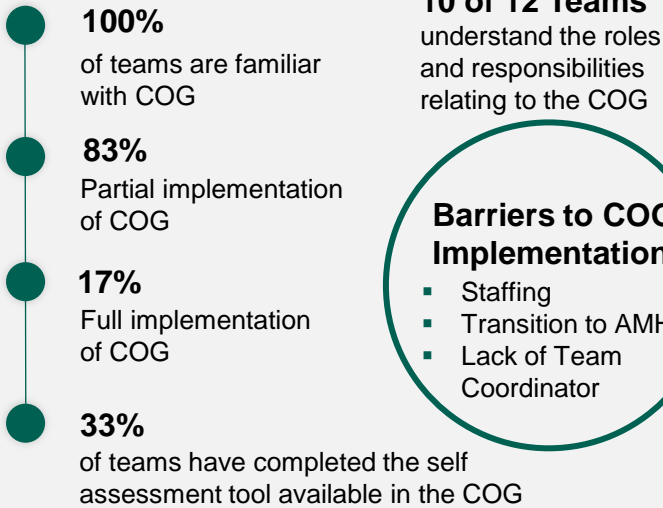 100%
of teams are familiar
with COG
83%
Partial implementation
of COG
17%
Full implementation
of COG
33%
of teams have completed the self
assessment tool available in the COG
10 of 12 Teams
understand the roles
and responsibilities
relating to the COG
Barriers to
Implementation
▪ Staffing
▪ Transition to
▪ Lack of Team
Coordinator